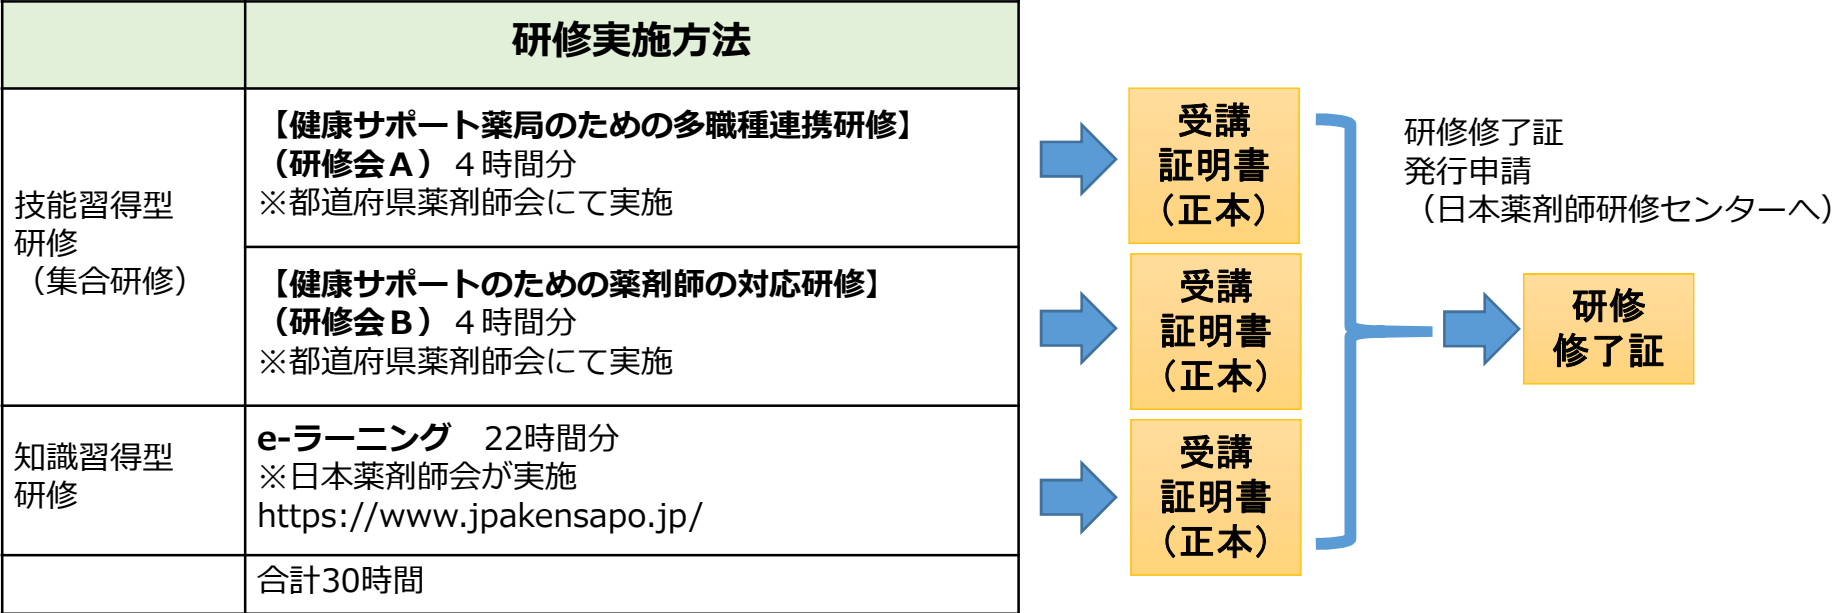 研修実施方法
技能習得型
研修
（集合研修）
【健康サポート薬局のための多職種連携研修】
（研修会Ａ）４時間分
※都道府県薬剤師会にて実施
【健康サポートのための薬剤師の対応研修】
（研修会Ｂ）４時間分
※都道府県薬剤師会にて実施
知識習得型
研修
e-ラーニング　22時間分
※日本薬剤師会が実施
https://www.jpakensapo.jp/
合計30時間
受講
証明書
（正本）
受講
証明書
（正本）
受講
証明書
（正本）
研修修了証
発行申請
（日本薬剤師研修センターへ）
研修
修了証